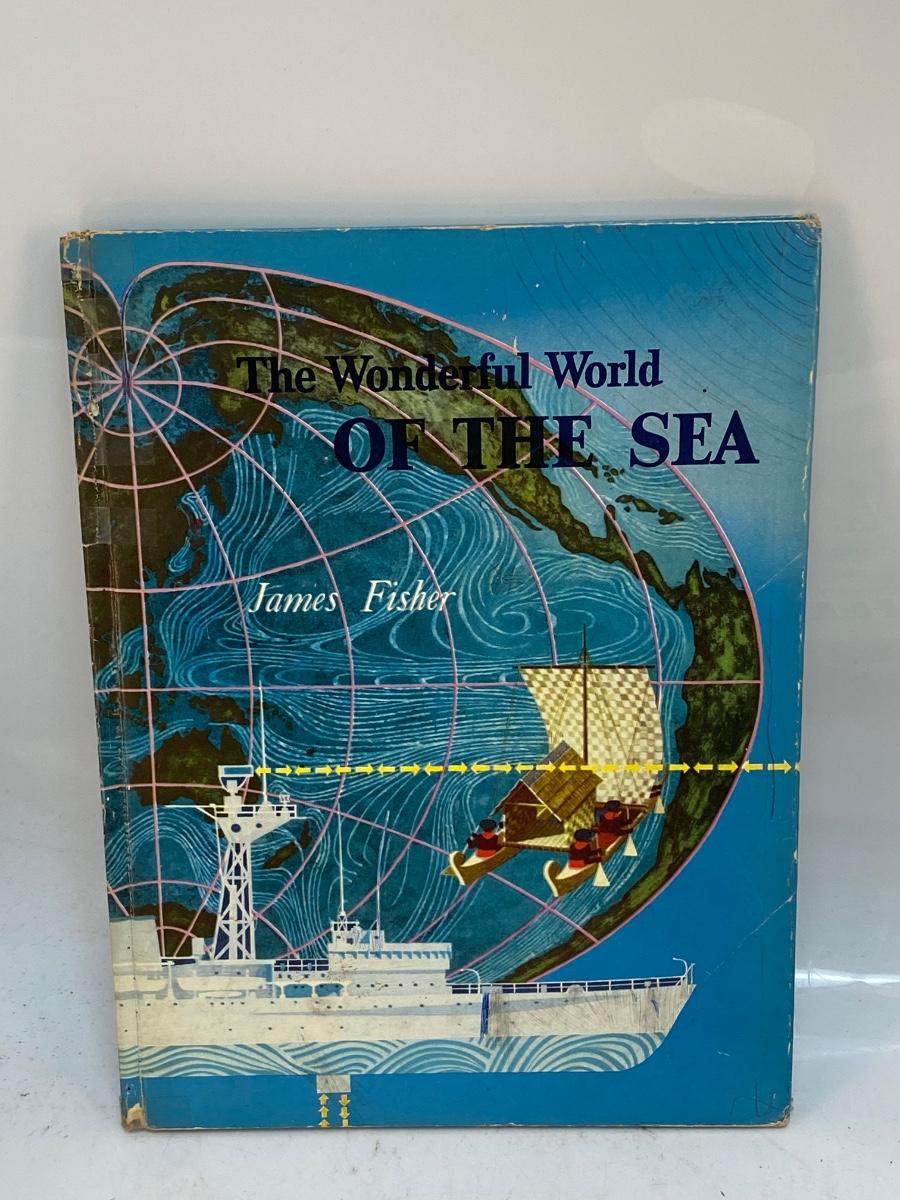 The Wonderful World
OF THE SEA
James Fisher